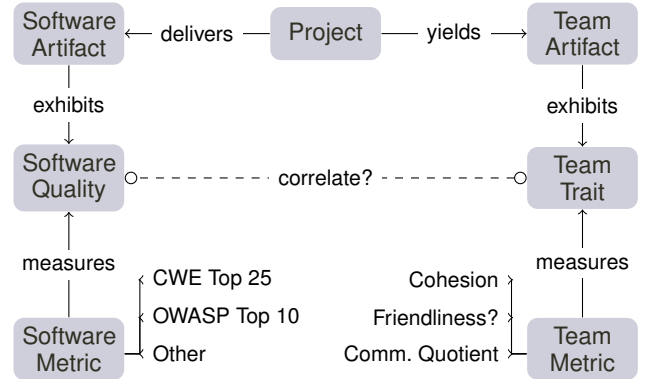 Software
Artifact
delivers
Project
yields
Team
Artifact
exhibits
exhibits
Software
Quality
correlate?
Team
Trait
measures
measures
CWE Top 25
OWASP Top 10
Other
Cohesion
Friendliness?
Comm. Quotient
Software
Metric
Team
Metric